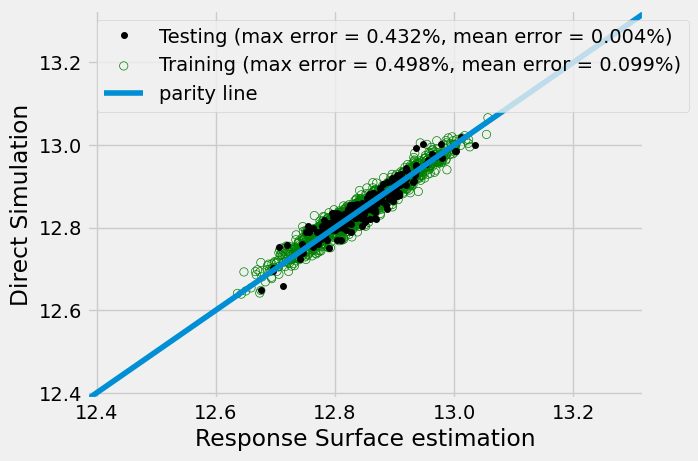 Testing (max error = 0.432%, mean error = 0.004%)
Training (max error = 0.498%, mean error = 0.099%)
parity line
Direct Simulation
13.2
13.0
12.8
12.6
12.4
12.4 12.6 12.8 13.0 13.2
Response Surface estimation